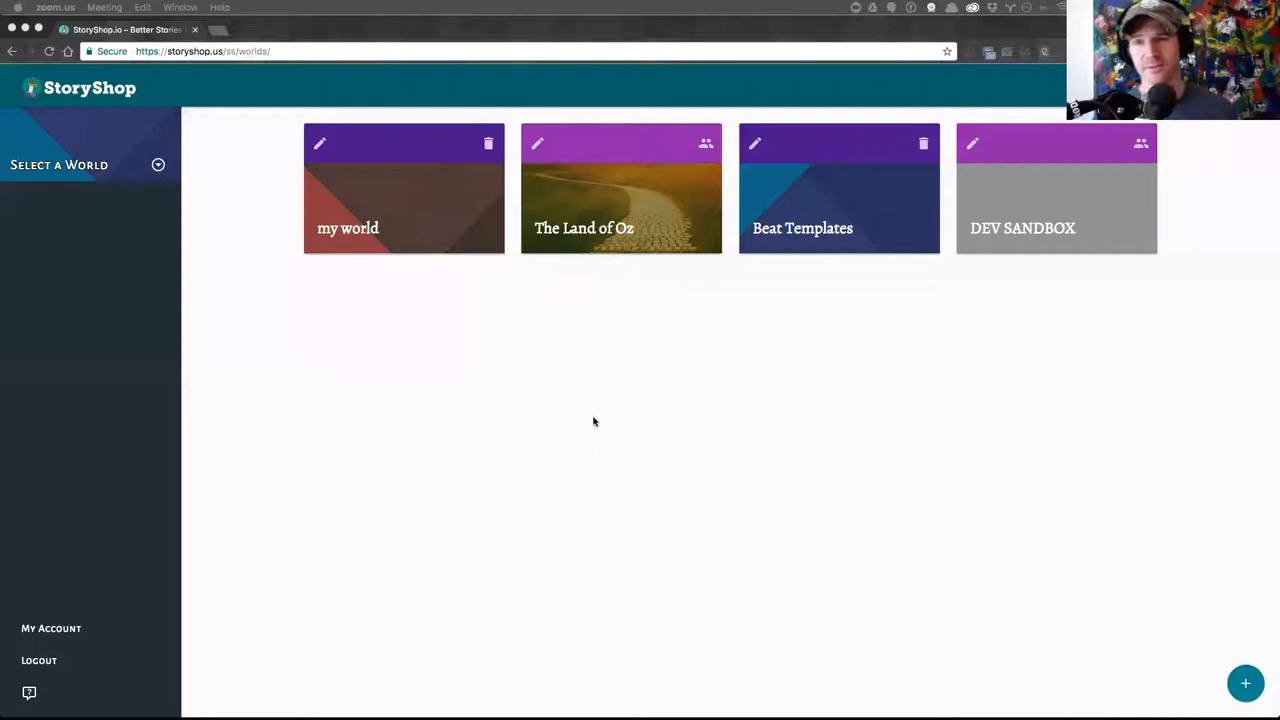 zoom.us Meeting Edit Window Help
StoryShop.io – Better Stories
Secure https://storyshop.us/ss/worlds/
StoryShop
SELECT A WORLD
my world
The Land of Oz
Beat Templates
DEV SANDBOX
MY ACCOUNT
LOGOUT